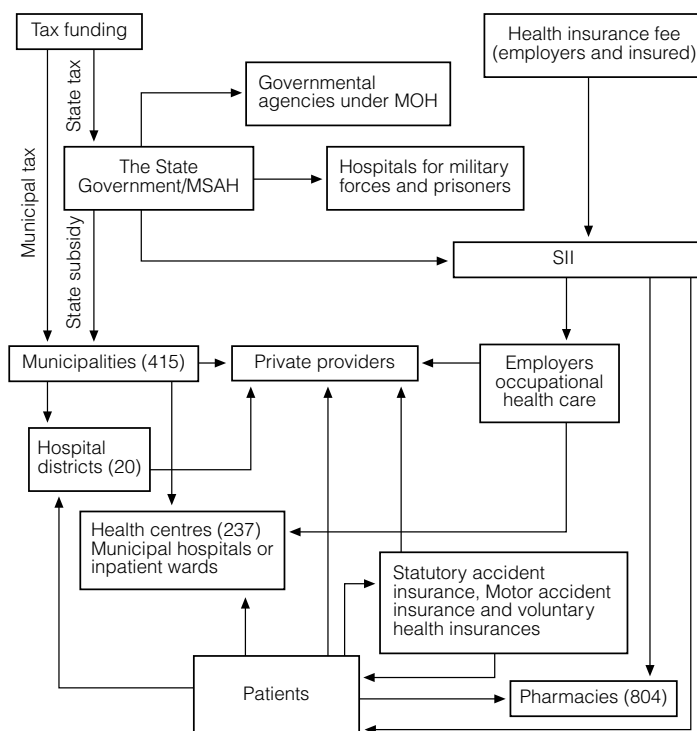 Tax funding
Health insurance fee
(employers and insured)
State tax
Governmental
agencies under MOH
Municipal tax
The State
Government/MSAH
Hospitals for military
forces and prisoners
State subsidy
SII
Municipalities (415)
Private providers
Employers
occupational
health care
Hospital
districts (20)
Health centres (237)
Municipal hospitals or
inpatient wards
Statutory accident
insurance, Motor accident
insurance and voluntary
health insurances
Patients
Pharmacies (804)